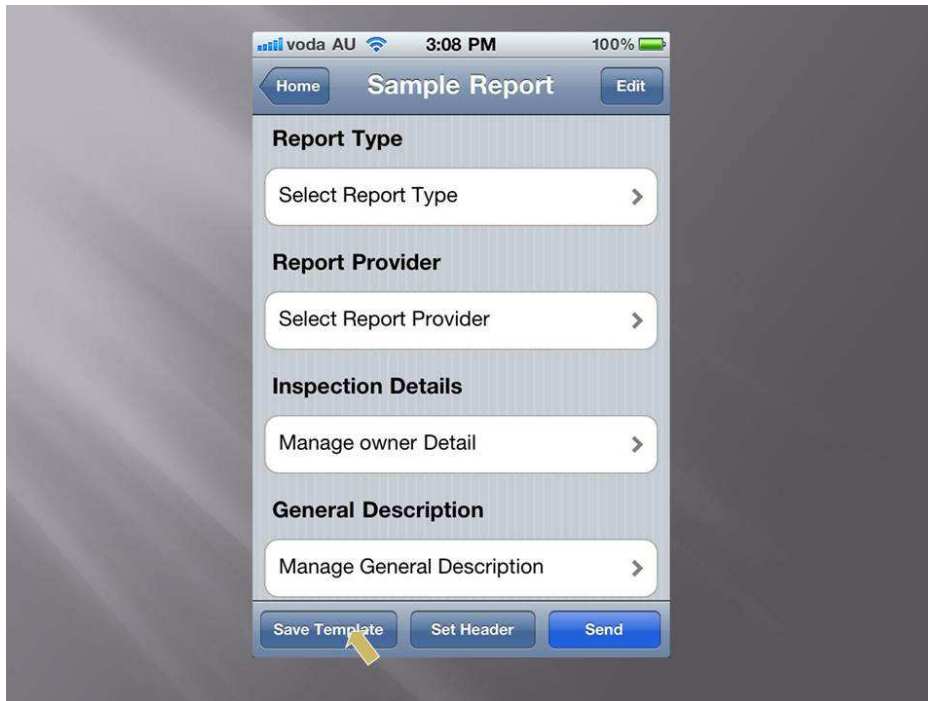 voda AU 3:08 PM 100%
Home Sample Report Edit
Report Type
Select Report Type
Report Provider
Select Report Provider
Inspection Details
Manage owner Detail
General Description
Manage General Description
Save Template Set Header Send